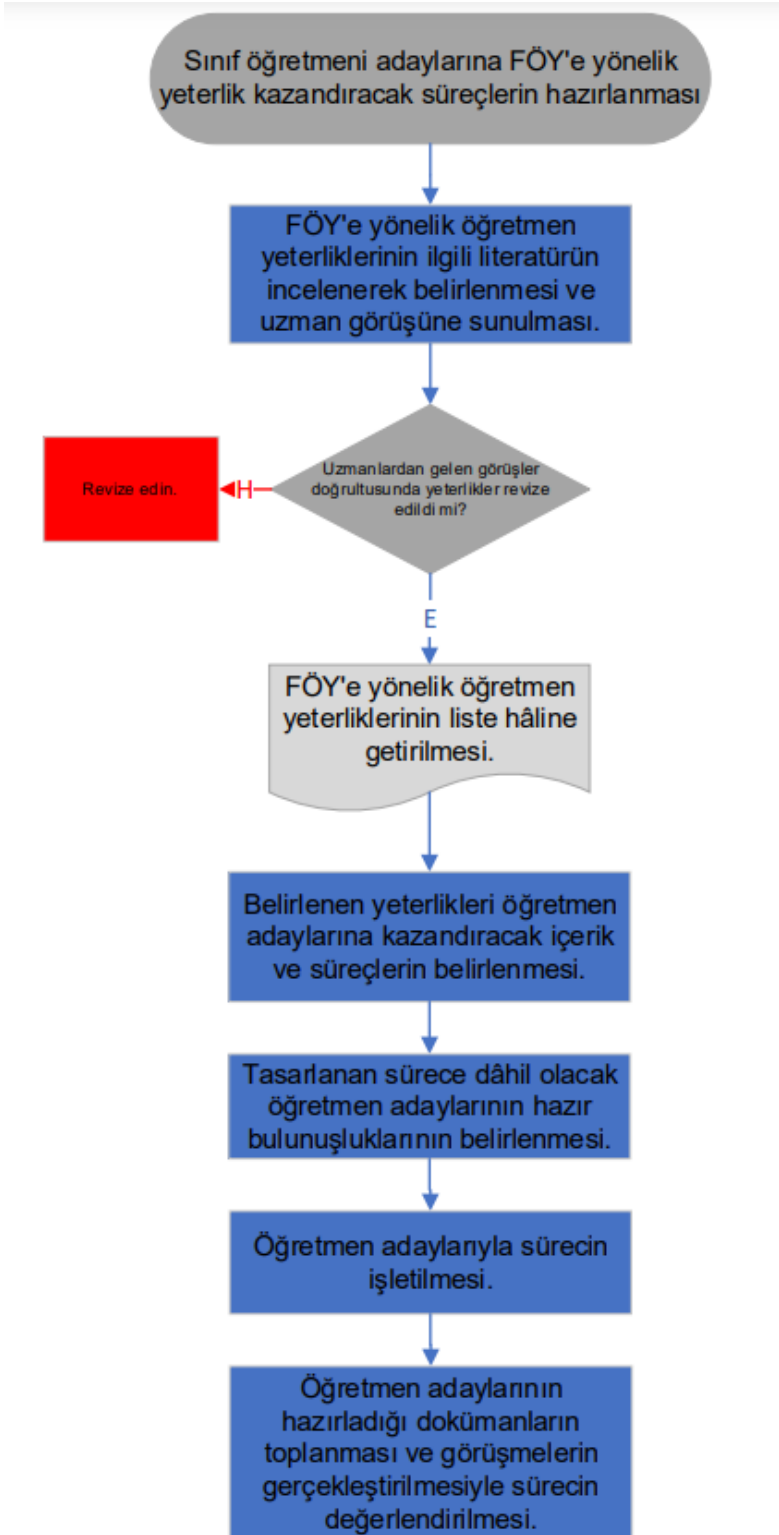 Sınıf öğretmeni adaylarına FÖY'e yönelik
yeterlik kazandıracak süreçlerin hazırlanması
FÖY'e yönelik öğretmen
yeterliklerinin ilgili literatürün
incelenerek belirlenmesi ve
uzman görüşüne sunulması.
Uzmanlardan gelen görüşler
doğrultusunda yeterlikler revize
edildi mi?
H
Revize edin.
E
FÖY'e yönelik öğretmen
yeterliklerinin liste hâline
getirilmesi.
Belirlenen yeterlikleri öğretmen
adaylarına kazandıracak içerik
ve süreçlerin belirlenmesi.
Tasarlanan sürece dâhil olacak
öğretmen adaylarının hazır
bulunuşluklarının belirlenmesi.
Öğretmen adaylarıyla sürecin
işletilmesi.
Öğretmen adaylarının
hazırladığı dokümanların
toplanması ve görüşmelerin
gerçekleştirilmesiyle sürecin
değerlendirilmesi.